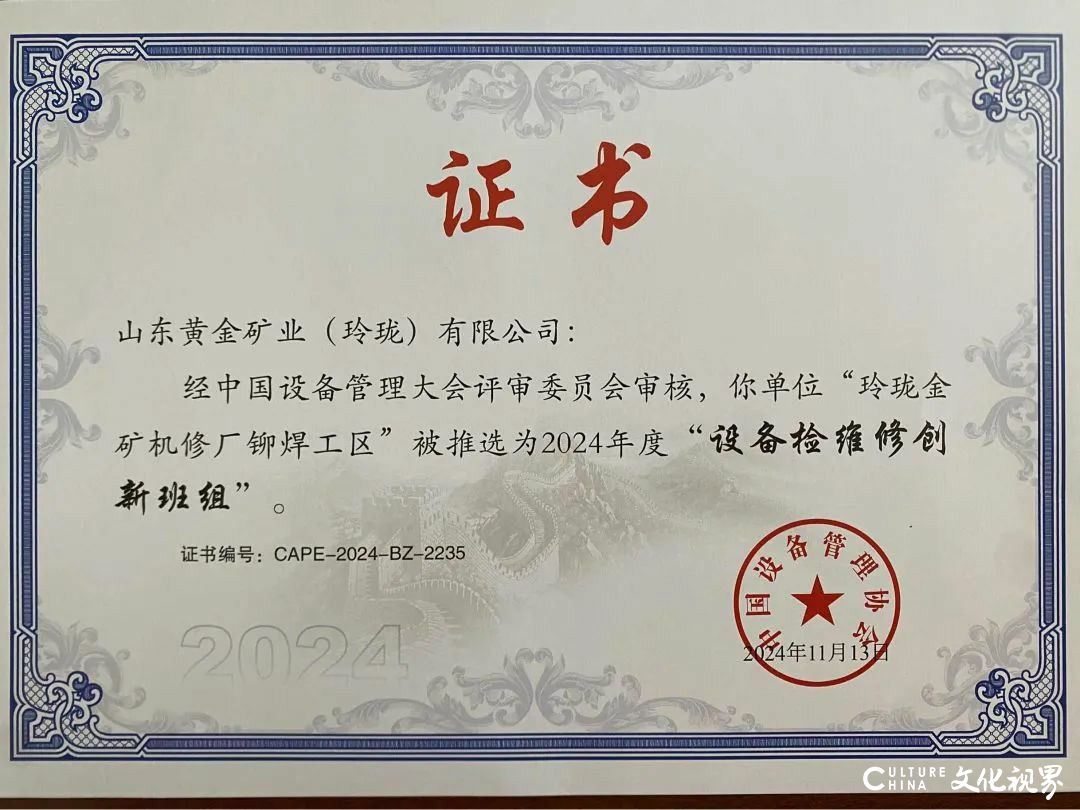 证书
山东黄金矿业（玲珑）有限公司：
经中国设备管理大会评审委员会审核，你单位“玲珑金
矿机修厂铆焊工区”被推选为2024年度“设备检维修创
新班组”。
证书编号：CAPE-2024-BZ-2235
中国设备管理协会
2024年11月13日
2024
CULTURE
CHINA
文化视界